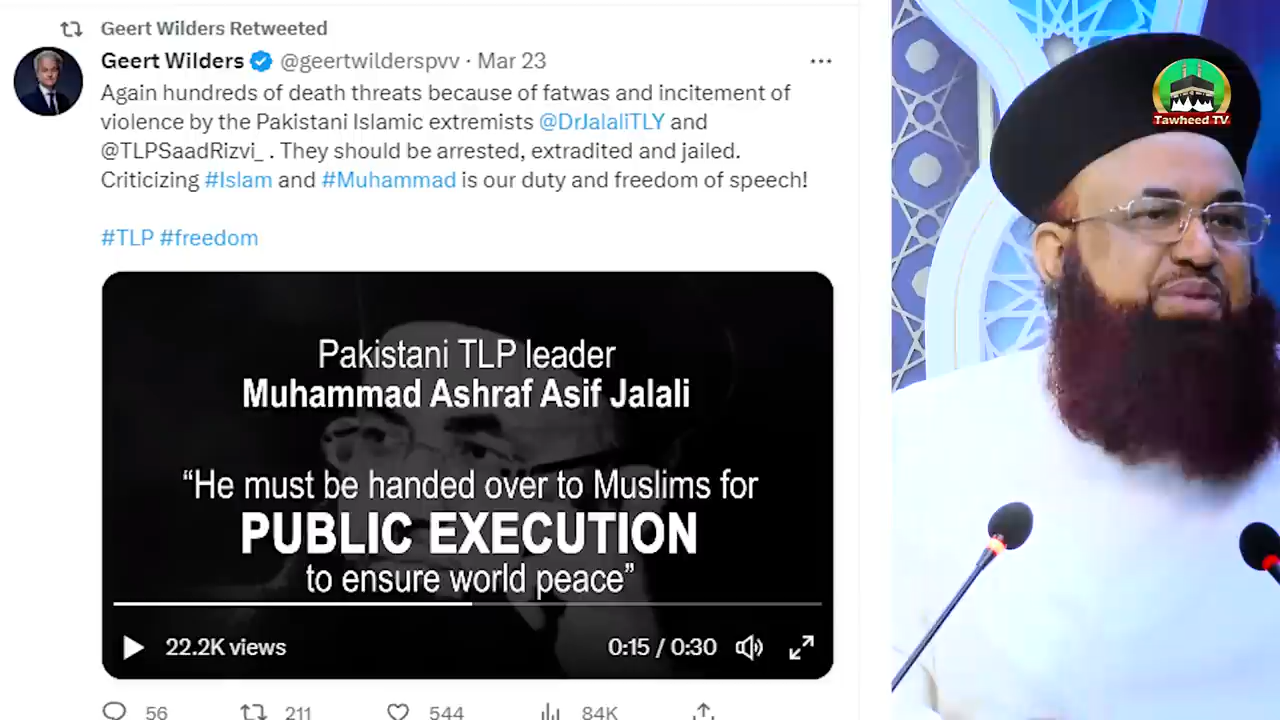 Geert Wilders Retweeted
Geert Wilders @geertwilderspvv · Mar 23
Again hundreds of death threats because of fatwas and incitement of
violence by the Pakistani Islamic extremists @DrJalaliTLY and
@TLPSaadRizvi_ . They should be arrested, extradited and jailed.
Criticizing #Islam and #Muhammad is our duty and freedom of speech!
#TLP #freedom
Pakistani TLP leader
Muhammad Ashraf Asif Jalali
“He must be handed over to Muslims for
PUBLIC EXECUTION
to ensure world peace”
22.2K views
0:15 / 0:30
56 211 544 84K
Tawheed TV